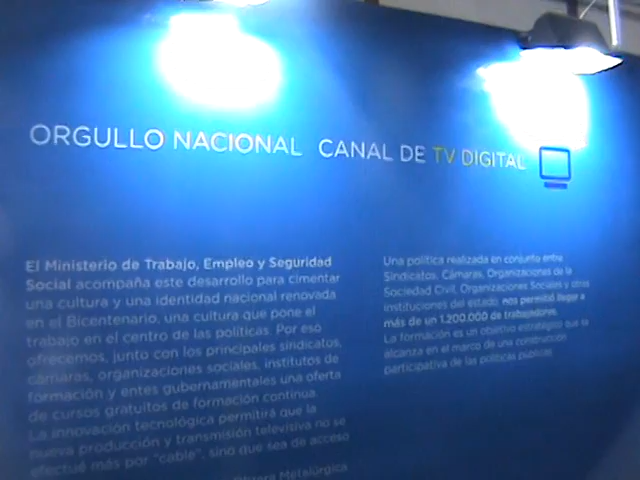 ORGULLO NACIONAL CANAL DE TV DIGITAL
El Ministerio de Trabajo, Empleo y Seguridad
Social acompaña este desarrollo para cimentar
una cultura y una identidad nacional renovada
en el Bicentenario, una cultura que pone el
trabajo en el centro de las políticas. Por eso
ofrecemos, junto con los principales sindicatos,
cámaras, organizaciones sociales, institutos de
formación y entes gubernamentales una oferta
de cursos gratuitos de formación continua.
La innovación tecnológica permitirá que la
nueva producción y transmisión televisiva no se
efectué más por "cable", sino que sea de acceso
Metalúrgica
Una política realizada en conjunto entre
Sindicatos, Cámaras, Organizaciones de la
Sociedad Civil, Organizaciones Sociales y otras
instituciones del estado, nos permitió llegar a
más de un 1.200.000 de trabajadores.
La formación es un objetivo estratégico que se
alcanza en el marco de una construcción
participativa de las políticas públicas.